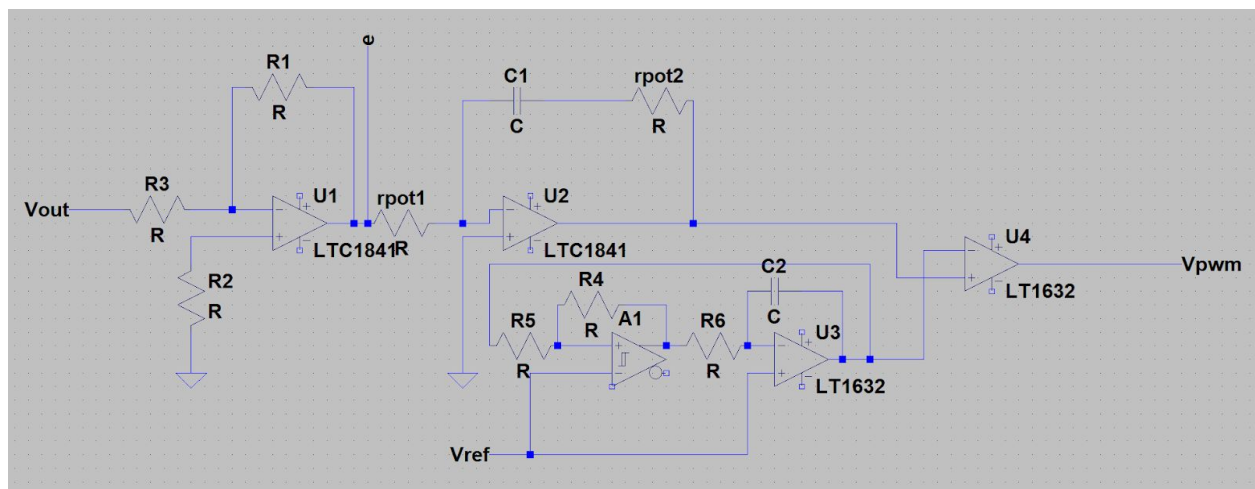 e
R1
R
C1
C
rpot2
R
R3
R
Vout
U1
LTC1841
rpot1
R
U2
LTC1841
R2
R
U4
LT1632
Vpwm
R4
R
C2
C
R5
R
A1
R6
R
U3
LT1632
Vref